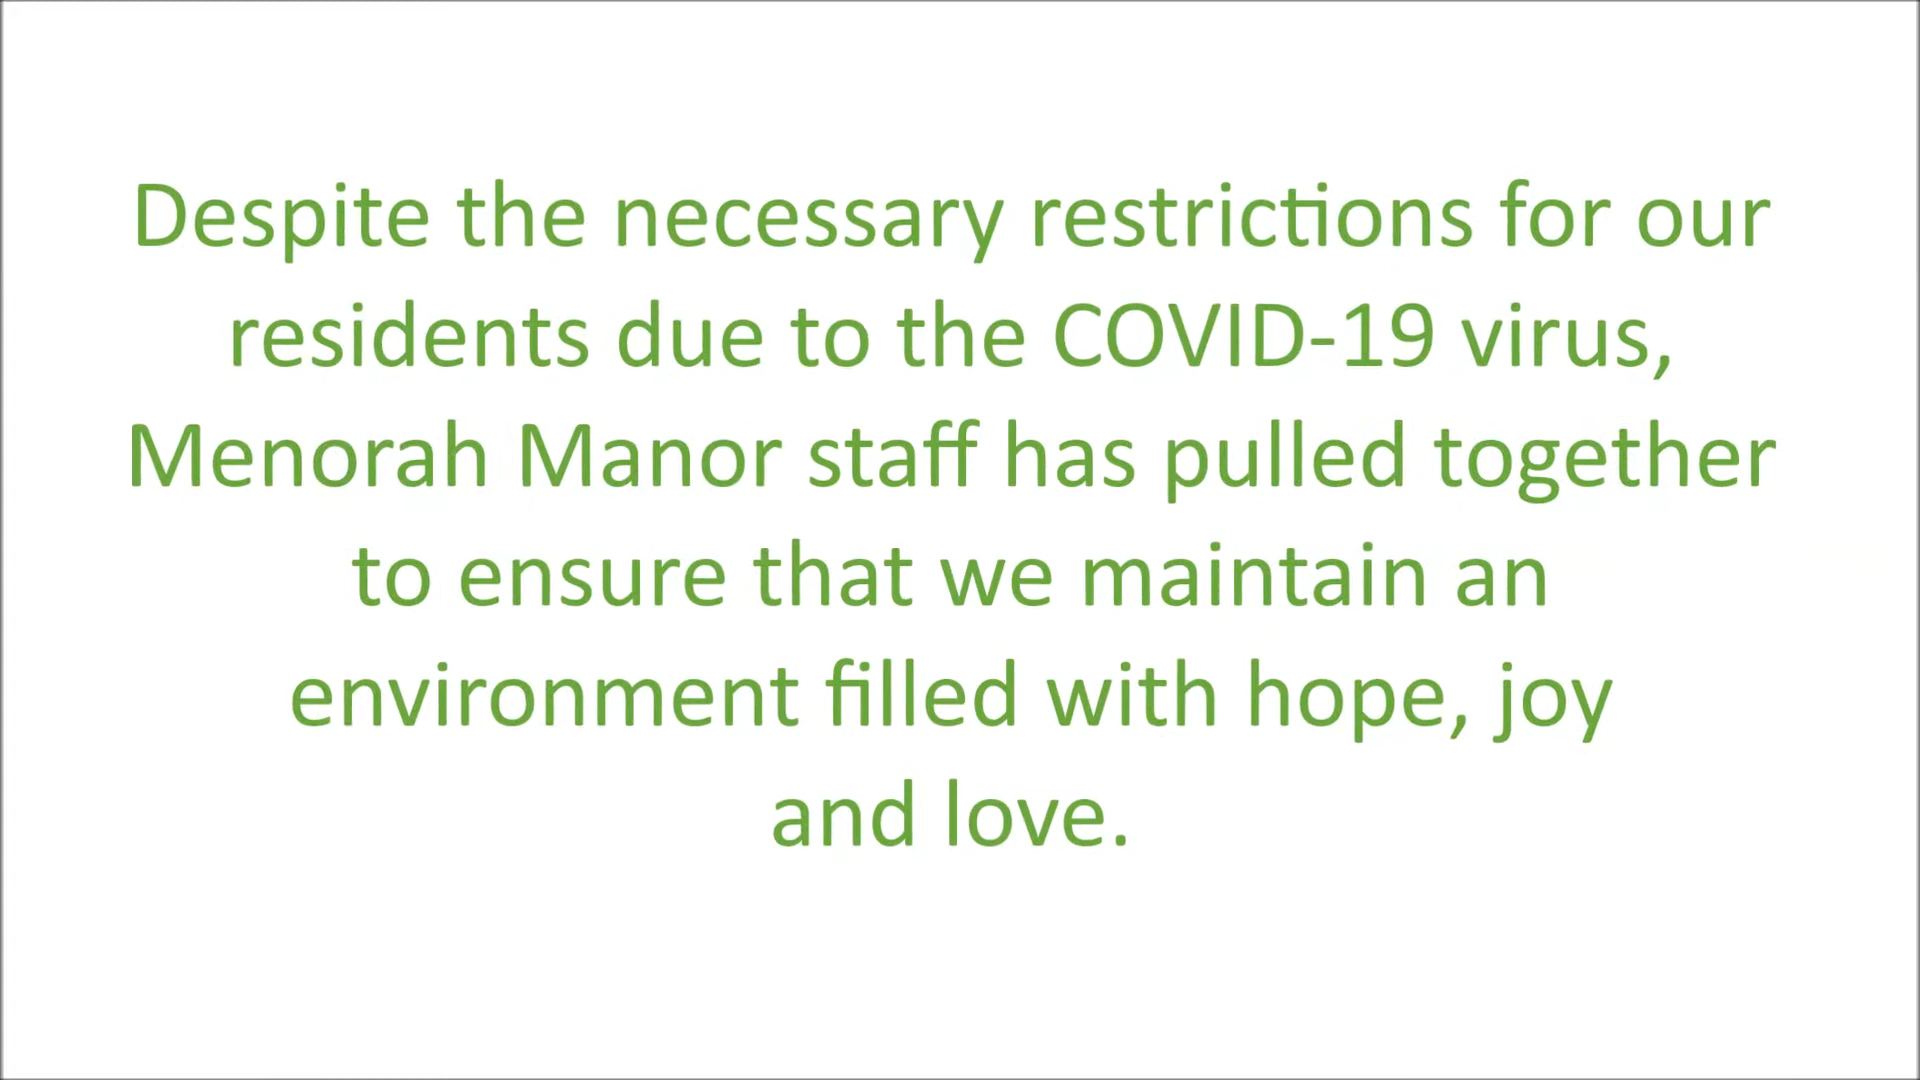 Despite the necessary restrictions for our
residents due to the COVID-19 virus,
Menorah Manor staff has pulled together
to ensure that we maintain an
environment filled with hope, joy
and love.